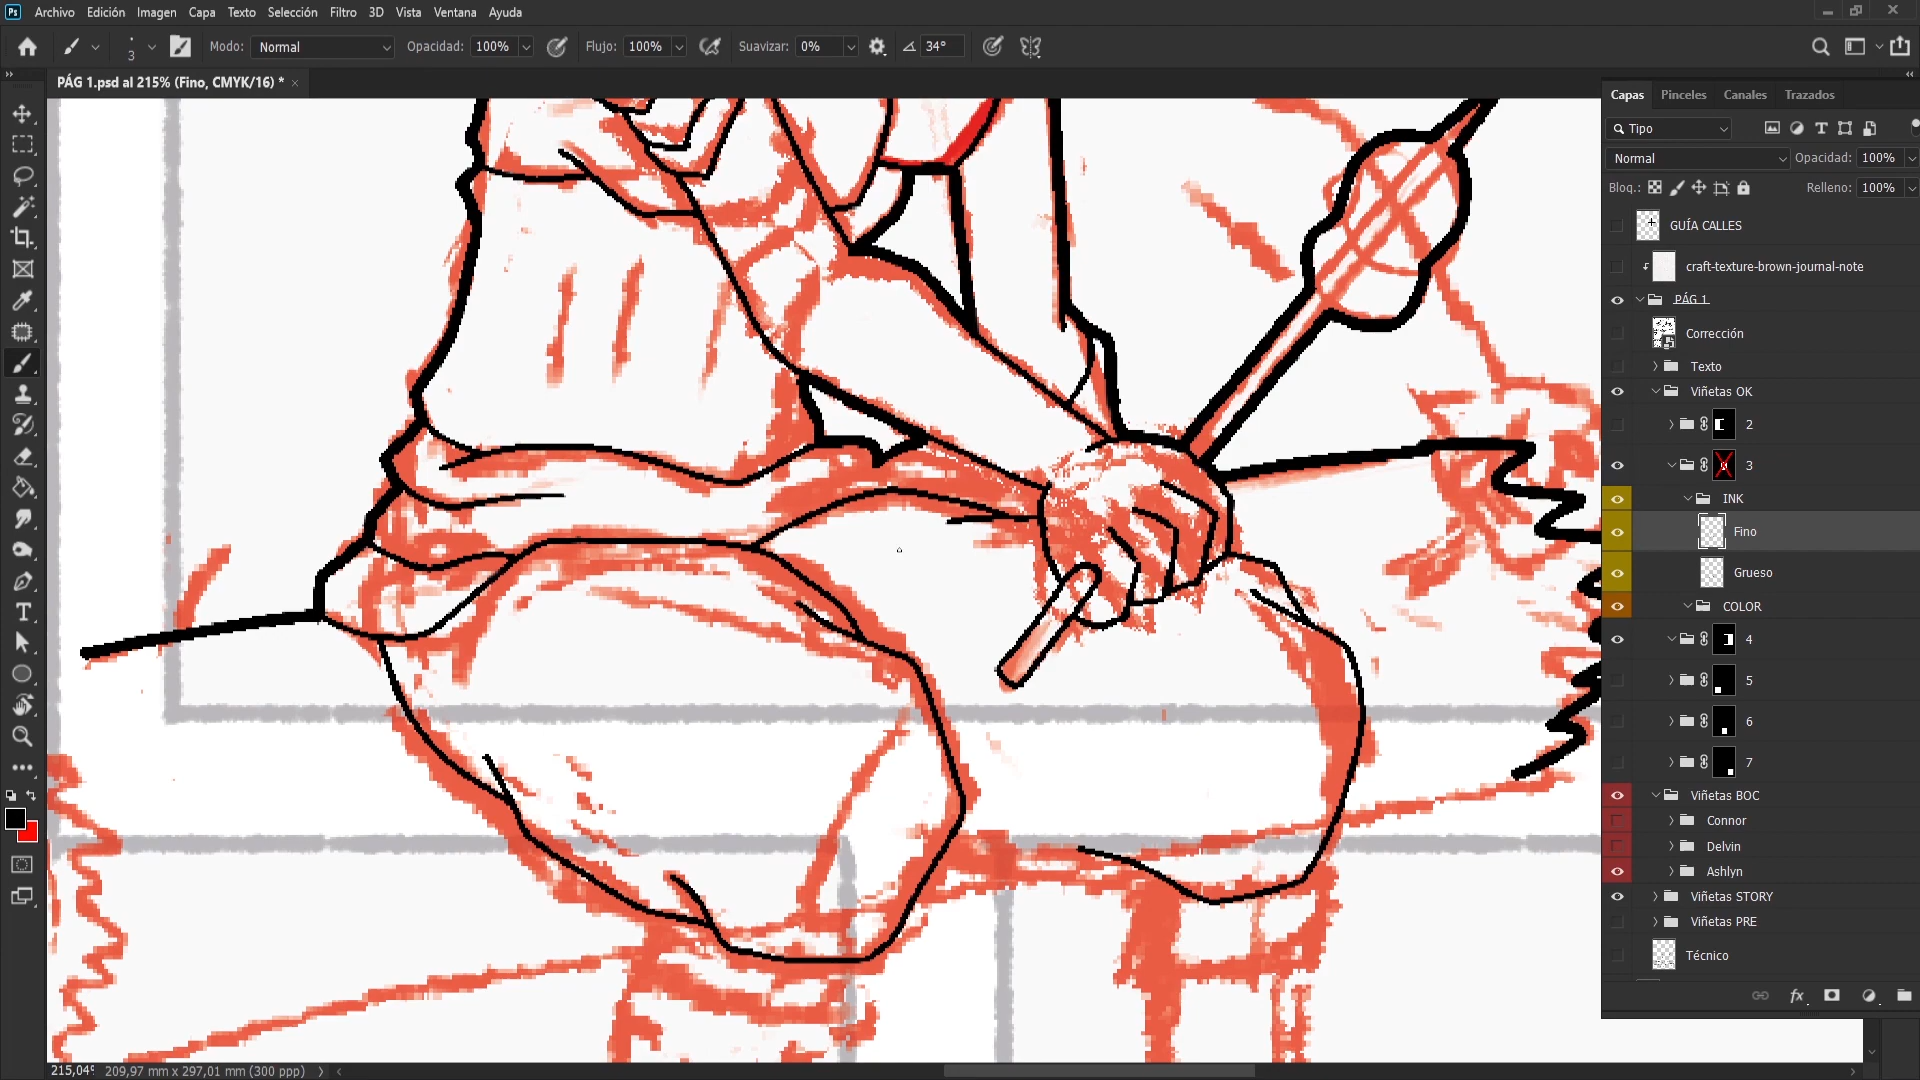 Ps Archivo Edición Imagen Capa Texto Selección Filtro 3D Vista Ventana Ayuda
3 Modo: Normal Opacidad: 100% Flujo: 100% Suavizar: 0% 34°
PÁG 1.psd al 215% (Fino, CMYK/16) * ×
Capas Pinceles Canales Trazados
Tipo
Normal Opacidad: 100%
Bloq.: Relleno: 100%
GUÍA CALLES
craft-texture-brown-journal-note
PÁG 1
Corrección
Texto
Viñetas OK
2
3
INK
Fino
Grueso
COLOR
4
5
6
7
Viñetas BOC
Connor
Delvin
Ashlyn
Viñetas STORY
Viñetas PRE
Técnico
fx
215,04% 209,97 mm x 297,01 mm (300 ppp)